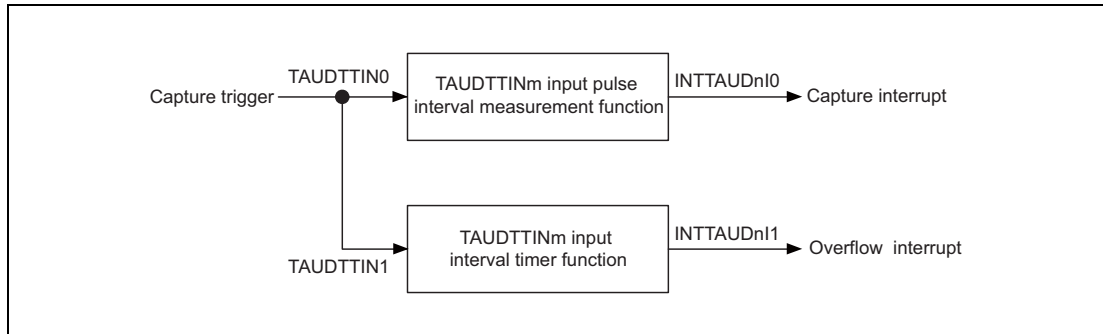 TAUDTTIN0
Capture trigger
TAUDTTINm input pulse
interval measurement function
INTTAUDnI0
Capture interrupt
TAUDTTIN1
TAUDTTINm input
interval timer function
INTTAUDnI1
Overflow interrupt